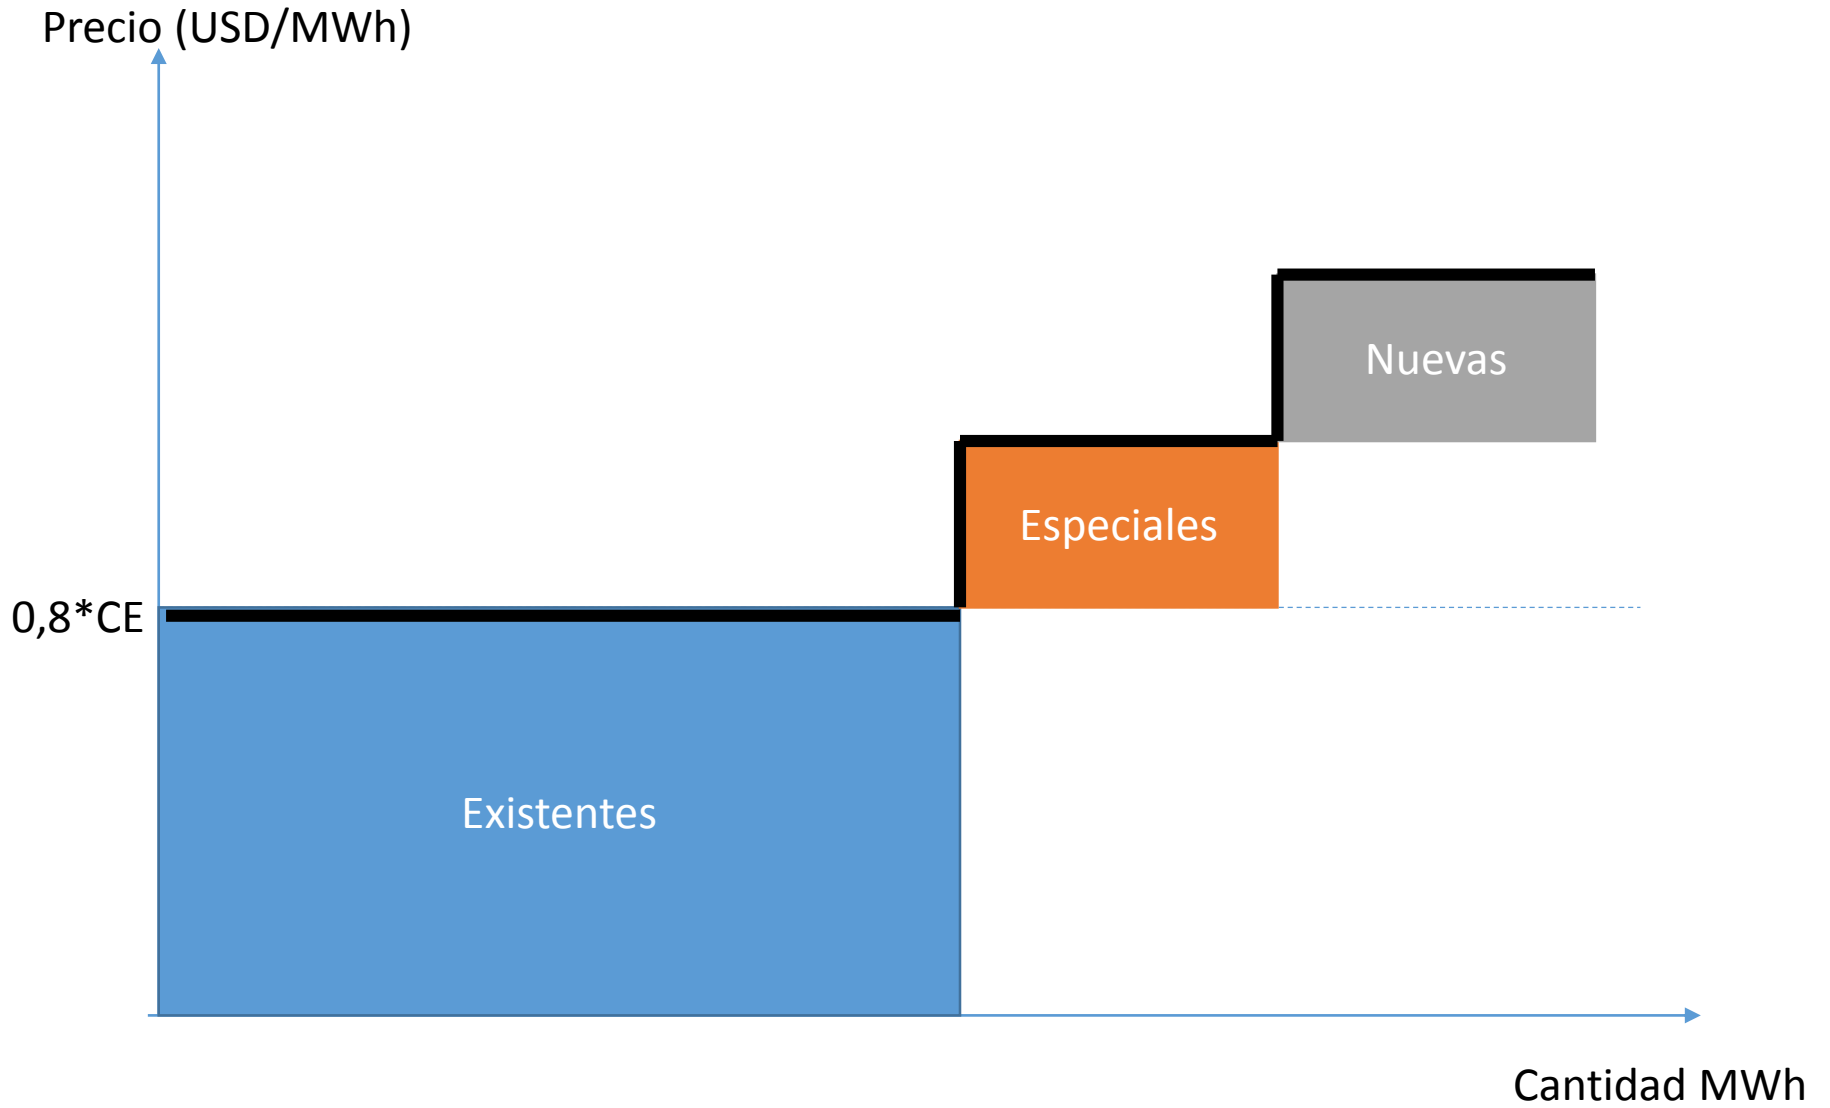 Precio (USD/MWh)
Nuevas
Especiales
0,8*CE
Existentes
Cantidad MWh